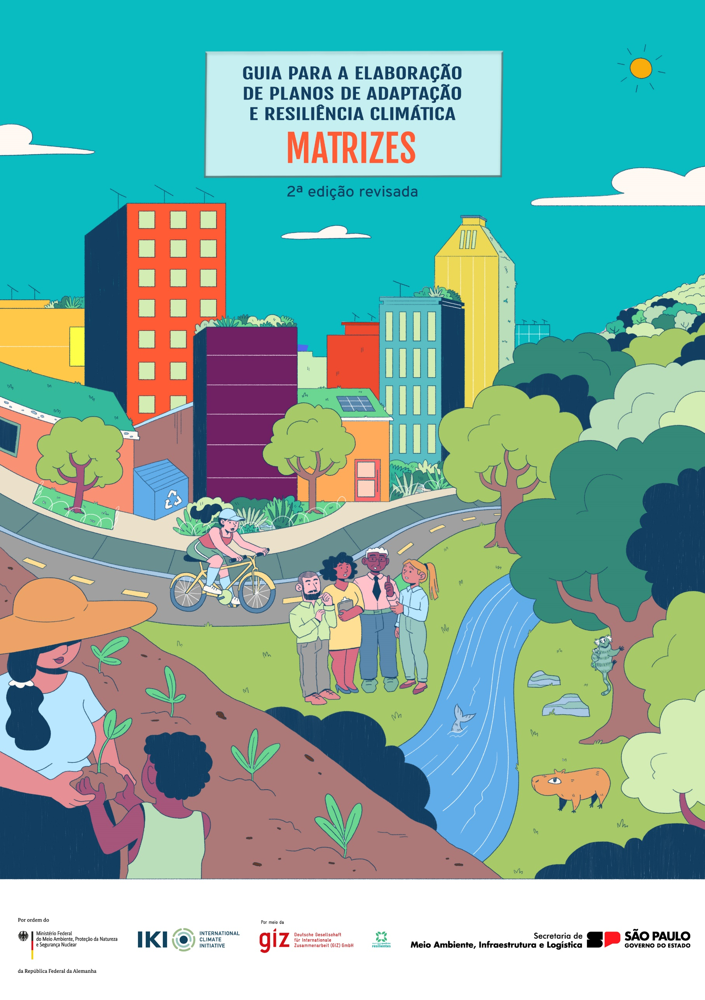 GUIA PARA A ELABORAÇÃO
DE PLANOS DE ADAPTAÇÃO
E RESILIÊNCIA CLIMÁTICA
MATRIZES
2ª edição revisada
Por ordem do
Ministério Federal
do Meio Ambiente, Proteção da Natureza
e Segurança Nuclear
da República Federal da Alemanha
IKI
INTERNATIONAL
CLIMATE
INITIATIVE
Por meio da
giz
Deutsche Gesellschaft
für Internationale
Zusammenarbeit (GIZ) GmbH
resilientes
Secretaria de
Meio Ambiente, Infraestrutura e Logística
SP
SÃO PAULO
GOVERNO DO ESTADO